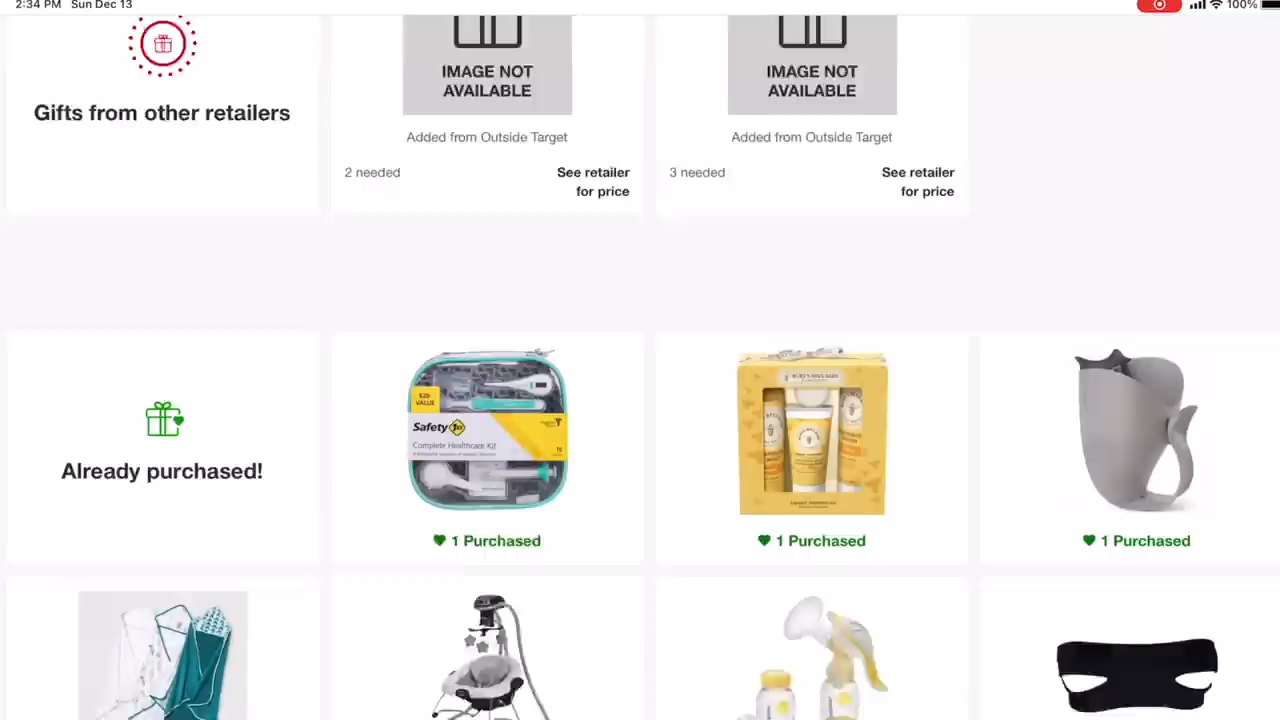 2:34 PM Sun Dec 13
100%
Gifts from other retailers
IMAGE NOT
AVAILABLE
Added from Outside Target
2 needed
See retailer
for price
IMAGE NOT
AVAILABLE
Added from Outside Target
3 needed
See retailer
for price
Already purchased!
$20
VALUE
Safety 1st
Complete Healthcare Kit
1 Purchased
BURT'S BEES BABY
1 Purchased
1 Purchased